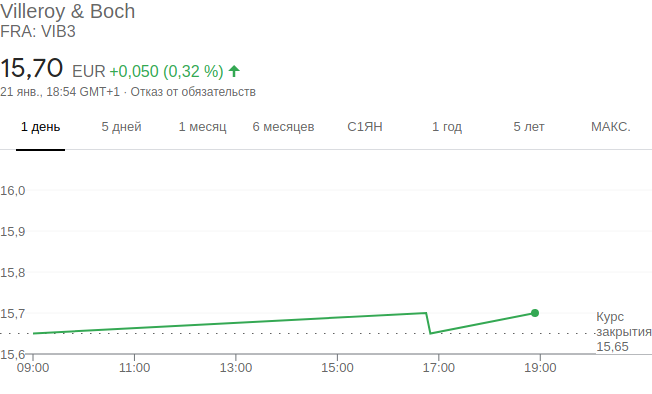 Villeroy & Boch
FRA: VIB3
15,70 EUR +0,050 (0,32 %)
21 янв., 18:54 GMT+1 · Отказ от обязательств
1 день 5 дней 1 месяц 6 месяцев С1ЯН 1 год 5 лет МАКС.
16,0
15,9
15,8
15,7
15,6
Курс
закрытия
15,65
09:00 11:00 13:00 15:00 17:00 19:00